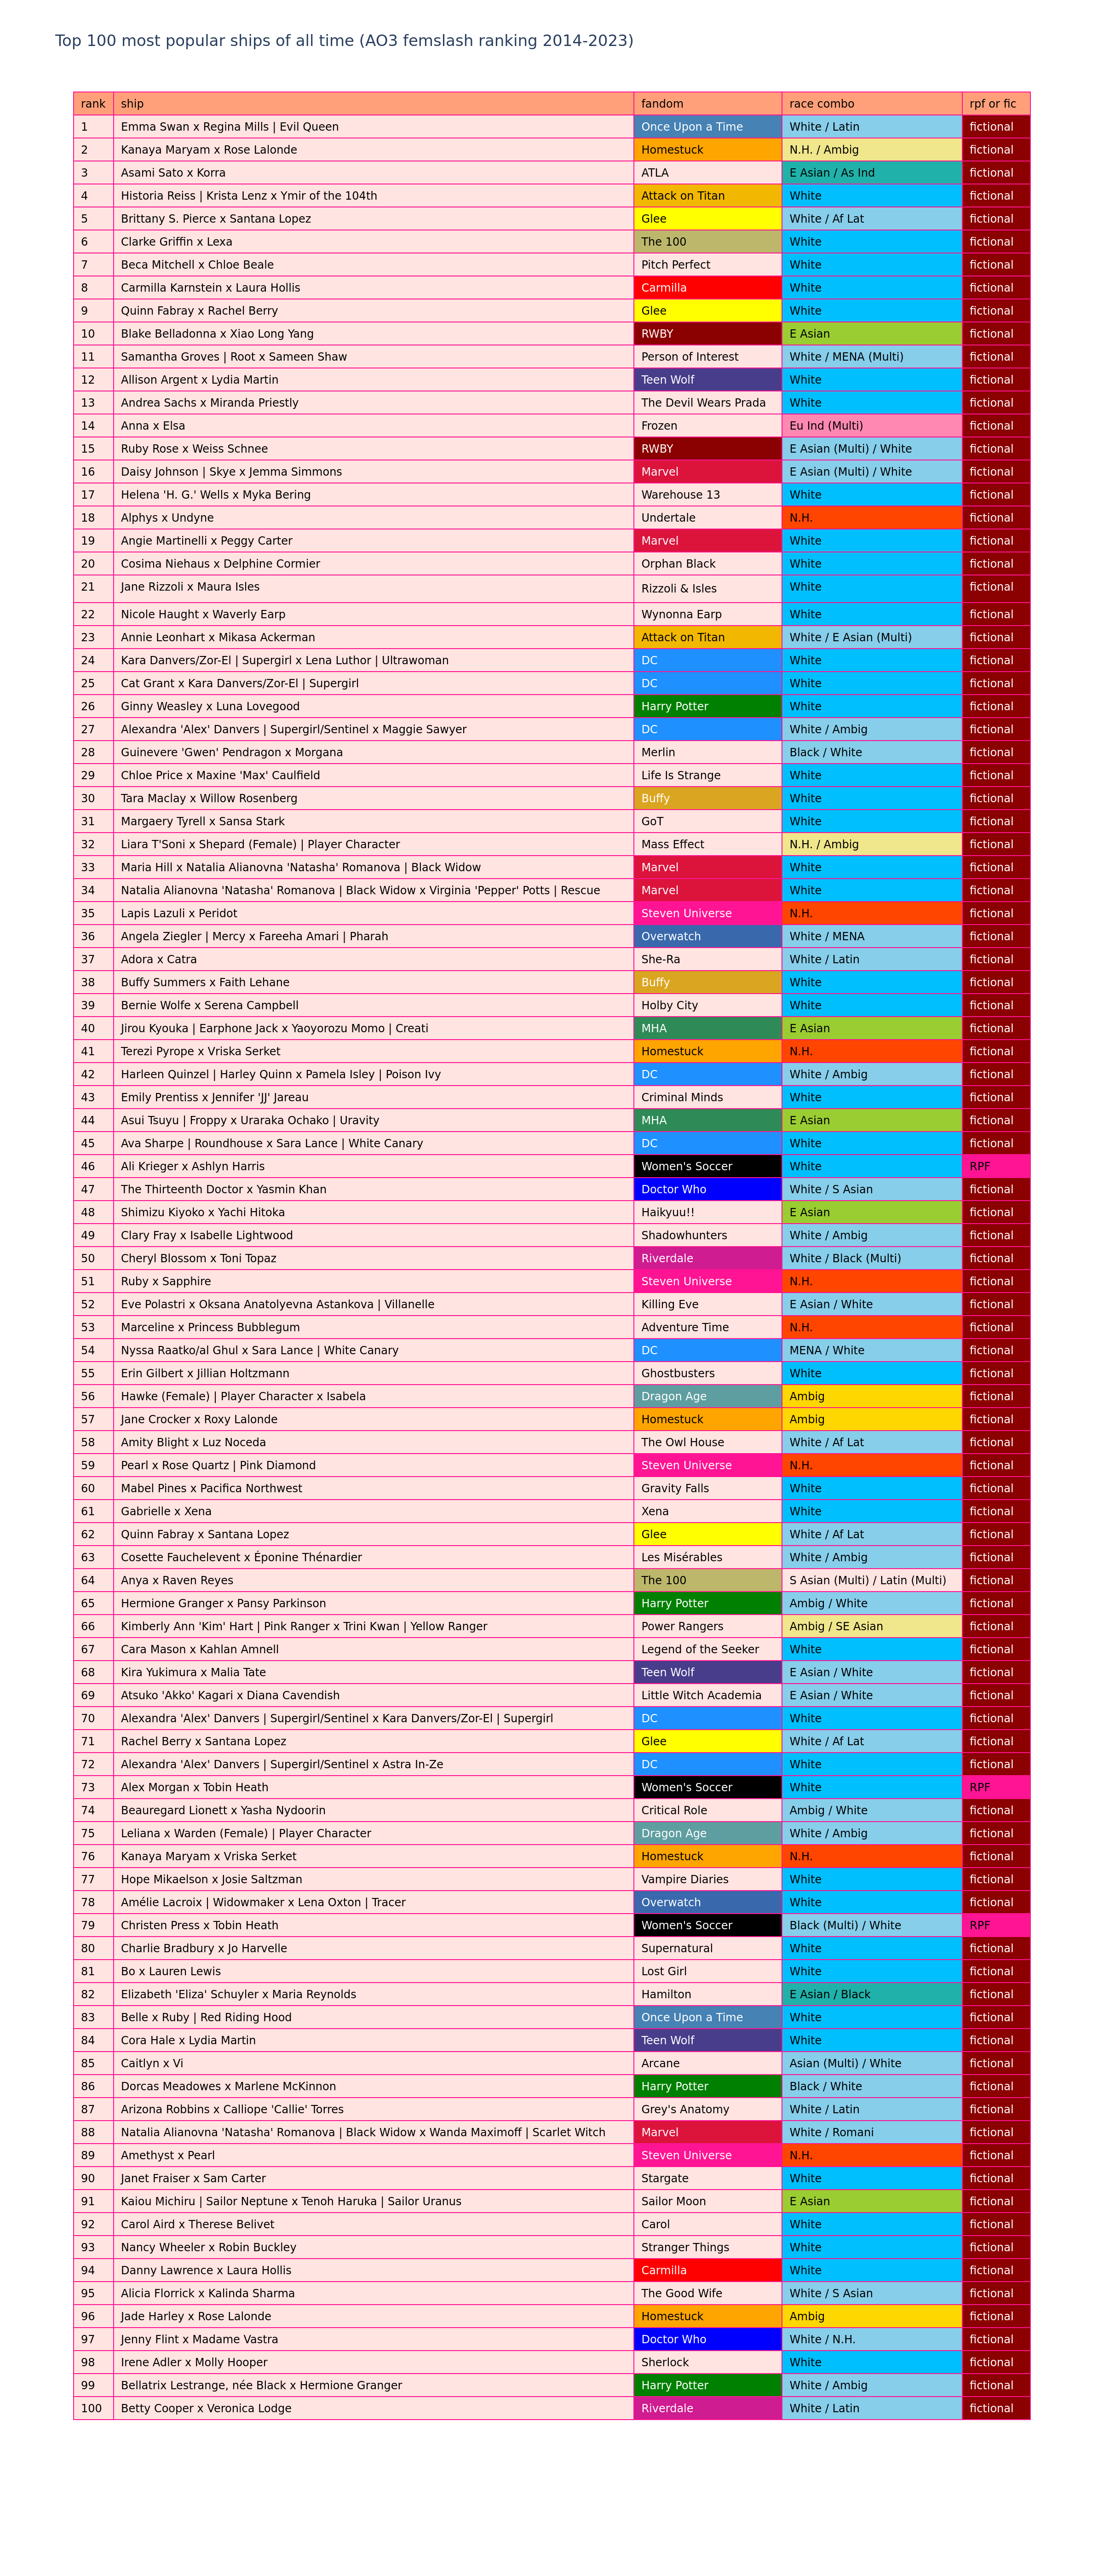 Top 100 most popular ships of all time (AO3 femslash ranking 2014-2023)
rank ship fandom race combo rpf or fic
1 Emma Swan x Regina Mills | Evil Queen Once Upon a Time White / Latin fictional
2 Kanaya Maryam x Rose Lalonde Homestuck N.H. / Ambig fictional
3 Asami Sato x Korra ATLA E Asian / As Ind fictional
4 Historia Reiss | Krista Lenz x Ymir of the 104th Attack on Titan White fictional
5 Brittany S. Pierce x Santana Lopez Glee White / Af Lat fictional
6 Clarke Griffin x Lexa The 100 White fictional
7 Beca Mitchell x Chloe Beale Pitch Perfect White fictional
8 Carmilla Karnstein x Laura Hollis Carmilla White fictional
9 Quinn Fabray x Rachel Berry Glee White fictional
10 Blake Belladonna x Xiao Long Yang RWBY E Asian fictional
11 Samantha Groves | Root x Sameen Shaw Person of Interest White / MENA (Multi) fictional
12 Allison Argent x Lydia Martin Teen Wolf White fictional
13 Andrea Sachs x Miranda Priestly The Devil Wears Prada White fictional
14 Anna x Elsa Frozen Eu Ind (Multi) fictional
15 Ruby Rose x Weiss Schnee RWBY E Asian (Multi) / White fictional
16 Daisy Johnson | Skye x Jemma Simmons Marvel E Asian (Multi) / White fictional
17 Helena 'H. G.' Wells x Myka Bering Warehouse 13 White fictional
18 Alphys x Undyne Undertale N.H. fictional
19 Angie Martinelli x Peggy Carter Marvel White fictional
20 Cosima Niehaus x Delphine Cormier Orphan Black White fictional
21 Jane Rizzoli x Maura Isles Rizzoli & Isles White fictional
22 Nicole Haught x Waverly Earp Wynonna Earp White fictional
23 Annie Leonhart x Mikasa Ackerman Attack on Titan White / E Asian (Multi) fictional
24 Kara Danvers/Zor-El | Supergirl x Lena Luthor | Ultrawoman DC White fictional
25 Cat Grant x Kara Danvers/Zor-El | Supergirl DC White fictional
26 Ginny Weasley x Luna Lovegood Harry Potter White fictional
27 Alexandra 'Alex' Danvers | Supergirl/Sentinel x Maggie Sawyer DC White / Ambig fictional
28 Guinevere 'Gwen' Pendragon x Morgana Merlin Black / White fictional
29 Chloe Price x Maxine 'Max' Caulfield Life Is Strange White fictional
30 Tara Maclay x Willow Rosenberg Buffy White fictional
31 Margaery Tyrell x Sansa Stark GoT White fictional
32 Liara T'Soni x Shepard (Female) | Player Character Mass Effect N.H. / Ambig fictional
33 Maria Hill x Natalia Alianovna 'Natasha' Romanova | Black Widow Marvel White fictional
34 Natalia Alianovna 'Natasha' Romanova | Black Widow x Virginia 'Pepper' Potts | Rescue Marvel White fictional
35 Lapis Lazuli x Peridot Steven Universe N.H. fictional
36 Angela Ziegler | Mercy x Fareeha Amari | Pharah Overwatch White / MENA fictional
37 Adora x Catra She-Ra White / Latin fictional
38 Buffy Summers x Faith Lehane Buffy White fictional
39 Bernie Wolfe x Serena Campbell Holby City White fictional
40 Jirou Kyouka | Earphone Jack x Yaoyorozu Momo | Creati MHA E Asian fictional
41 Terezi Pyrope x Vriska Serket Homestuck N.H. fictional
42 Harleen Quinzel | Harley Quinn x Pamela Isley | Poison Ivy DC White / Ambig fictional
43 Emily Prentiss x Jennifer 'JJ' Jareau Criminal Minds White fictional
44 Asui Tsuyu | Froppy x Uraraka Ochako | Uravity MHA E Asian fictional
45 Ava Sharpe | Roundhouse x Sara Lance | White Canary DC White fictional
46 Ali Krieger x Ashlyn Harris Women's Soccer White RPF
47 The Thirteenth Doctor x Yasmin Khan Doctor Who White / S Asian fictional
48 Shimizu Kiyoko x Yachi Hitoka Haikyuu!! E Asian fictional
49 Clary Fray x Isabelle Lightwood Shadowhunters White / Ambig fictional
50 Cheryl Blossom x Toni Topaz Riverdale White / Black (Multi) fictional
51 Ruby x Sapphire Steven Universe N.H. fictional
52 Eve Polastri x Oksana Anatolyevna Astankova | Villanelle Killing Eve E Asian / White fictional
53 Marceline x Princess Bubblegum Adventure Time N.H. fictional
54 Nyssa Raatko/al Ghul x Sara Lance | White Canary DC MENA / White fictional
55 Erin Gilbert x Jillian Holtzmann Ghostbusters White fictional
56 Hawke (Female) | Player Character x Isabela Dragon Age Ambig fictional
57 Jane Crocker x Roxy Lalonde Homestuck Ambig fictional
58 Amity Blight x Luz Noceda The Owl House White / Af Lat fictional
59 Pearl x Rose Quartz | Pink Diamond Steven Universe N.H. fictional
60 Mabel Pines x Pacifica Northwest Gravity Falls White fictional
61 Gabrielle x Xena Xena White fictional
62 Quinn Fabray x Santana Lopez Glee White / Af Lat fictional
63 Cosette Fauchelevent x Éponine Thénardier Les Misérables White / Ambig fictional
64 Anya x Raven Reyes The 100 S Asian (Multi) / Latin (Multi) fictional
65 Hermione Granger x Pansy Parkinson Harry Potter Ambig / White fictional
66 Kimberly Ann 'Kim' Hart | Pink Ranger x Trini Kwan | Yellow Ranger Power Rangers Ambig / SE Asian fictional
67 Cara Mason x Kahlan Amnell Legend of the Seeker White fictional
68 Kira Yukimura x Malia Tate Teen Wolf E Asian / White fictional
69 Atsuko 'Akko' Kagari x Diana Cavendish Little Witch Academia E Asian / White fictional
70 Alexandra 'Alex' Danvers | Supergirl/Sentinel x Kara Danvers/Zor-El | Supergirl DC White fictional
71 Rachel Berry x Santana Lopez Glee White / Af Lat fictional
72 Alexandra 'Alex' Danvers | Supergirl/Sentinel x Astra In-Ze DC White fictional
73 Alex Morgan x Tobin Heath Women's Soccer White RPF
74 Beauregard Lionett x Yasha Nydoorin Critical Role Ambig / White fictional
75 Leliana x Warden (Female) | Player Character Dragon Age White / Ambig fictional
76 Kanaya Maryam x Vriska Serket Homestuck N.H. fictional
77 Hope Mikaelson x Josie Saltzman Vampire Diaries White fictional
78 Amélie Lacroix | Widowmaker x Lena Oxton | Tracer Overwatch White fictional
79 Christen Press x Tobin Heath Women's Soccer Black (Multi) / White RPF
80 Charlie Bradbury x Jo Harvelle Supernatural White fictional
81 Bo x Lauren Lewis Lost Girl White fictional
82 Elizabeth 'Eliza' Schuyler x Maria Reynolds Hamilton E Asian / Black fictional
83 Belle x Ruby | Red Riding Hood Once Upon a Time White fictional
84 Cora Hale x Lydia Martin Teen Wolf White fictional
85 Caitlyn x Vi Arcane Asian (Multi) / White fictional
86 Dorcas Meadowes x Marlene McKinnon Harry Potter Black / White fictional
87 Arizona Robbins x Calliope 'Callie' Torres Grey's Anatomy White / Latin fictional
88 Natalia Alianovna 'Natasha' Romanova | Black Widow x Wanda Maximoff | Scarlet Witch Marvel White / Romani fictional
89 Amethyst x Pearl Steven Universe N.H. fictional
90 Janet Fraiser x Sam Carter Stargate White fictional
91 Kaiou Michiru | Sailor Neptune x Tenoh Haruka | Sailor Uranus Sailor Moon E Asian fictional
92 Carol Aird x Therese Belivet Carol White fictional
93 Nancy Wheeler x Robin Buckley Stranger Things White fictional
94 Danny Lawrence x Laura Hollis Carmilla White fictional
95 Alicia Florrick x Kalinda Sharma The Good Wife White / S Asian fictional
96 Jade Harley x Rose Lalonde Homestuck Ambig fictional
97 Jenny Flint x Madame Vastra Doctor Who White / N.H. fictional
98 Irene Adler x Molly Hooper Sherlock White fictional
99 Bellatrix Lestrange, née Black x Hermione Granger Harry Potter White / Ambig fictional
100 Betty Cooper x Veronica Lodge Riverdale White / Latin fictional